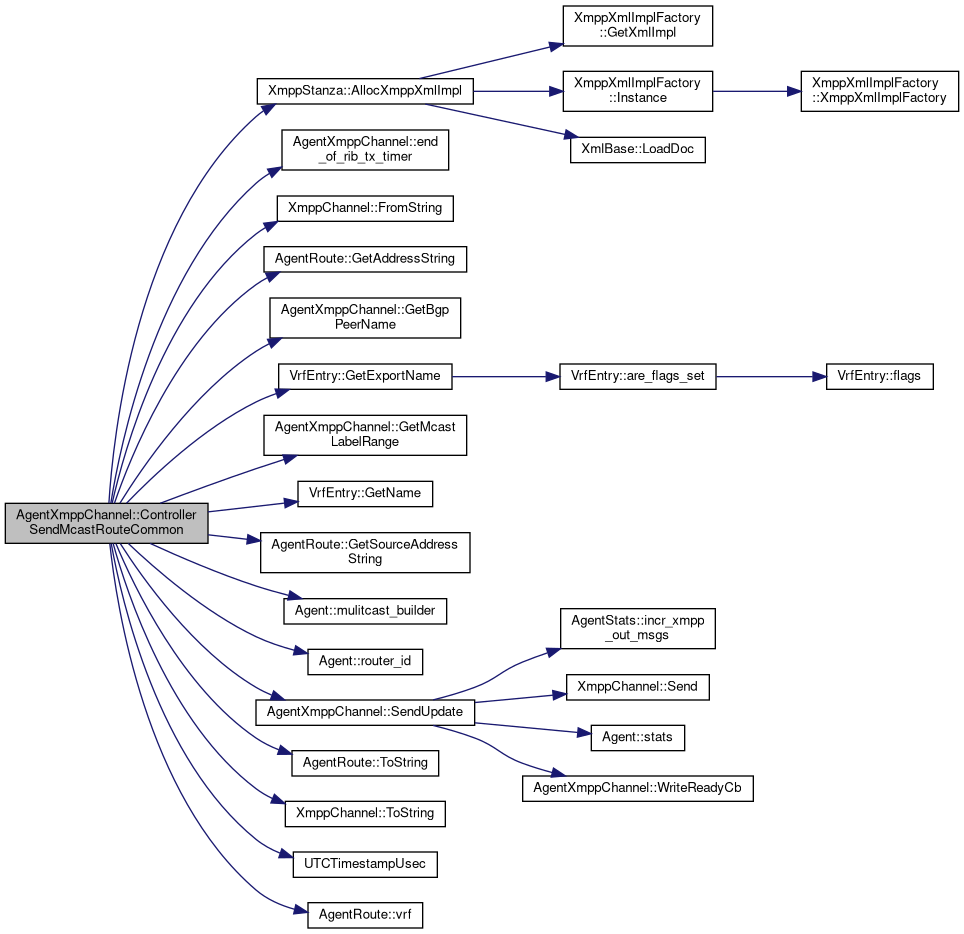 XmppXmlImplFactory
::GetXmlImpl
XmppStanza::AllocXmppXmlImpl
XmppXmlImplFactory
::Instance
XmppXmlImplFactory
::XmppXmlImplFactory
XmlBase::LoadDoc
AgentXmppChannel::end
_of_rib_tx_timer
XmppChannel::FromString
AgentRoute::GetAddressString
AgentXmppChannel::GetBgp
PeerName
VrfEntry::GetExportName
VrfEntry::are_flags_set
VrfEntry::flags
AgentXmppChannel::GetMcast
LabelRange
VrfEntry::GetName
AgentXmppChannel::Controller
SendMcastRouteCommon
AgentRoute::GetSourceAddress
String
Agent::mulitcast_builder
Agent::router_id
AgentXmppChannel::SendUpdate
AgentStats::incr_xmpp
_out_msgs
XmppChannel::Send
Agent::stats
AgentXmppChannel::WriteReadyCb
AgentRoute::ToString
XmppChannel::ToString
UTCTimestampUsec
AgentRoute::vrf